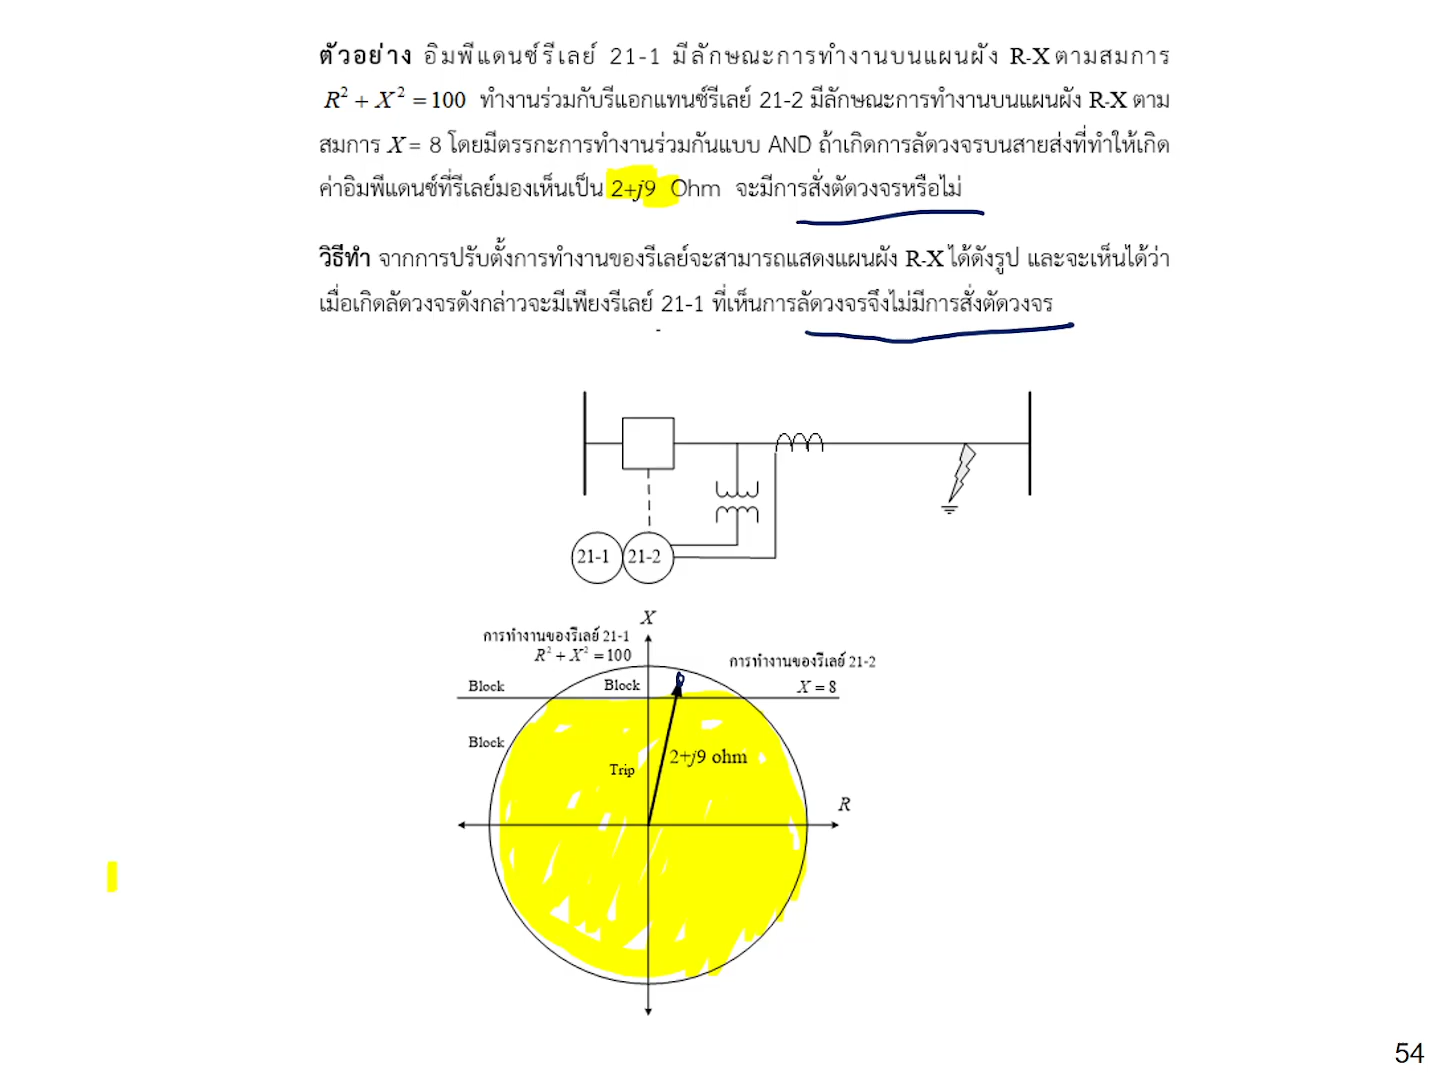 ตัวอย่าง อิมพีแดนซ์รีเลย์ 21-1 มีลักษณะการทำงานบนแผนผัง R-X ตามสมการ
R² + X² = 100 ทำงานร่วมกับรีแอกแทนซ์รีเลย์ 21-2 มีลักษณะการทำงานบนแผนผัง R-X ตาม
สมการ X = 8 โดยมีตรรกะการทำงานร่วมกันแบบ AND ถ้าเกิดการลัดวงจรบนสายส่งที่ทำให้เกิด
ค่าอิมพีแดนซ์ที่รีเลย์มองเห็นเป็น 2+j9 Ohm จะมีการสั่งตัดวงจรหรือไม่
วิธีทำ จากการปรับตั้งการทำงานของรีเลย์จะสามารถแสดงแผนผัง R-X ได้ดังรูป และจะเห็นได้ว่า
เมื่อเกิดลัดวงจรดังกล่าวจะมีเพียงรีเลย์ 21-1 ที่เห็นการลัดวงจรจึงไม่มีการสั่งตัดวงจร
21-1 21-2
X
การทำงานของรีเลย์ 21-1
R² + X² = 100
การทำงานของรีเลย์ 21-2
Block Block X = 8
Block
2+j9 ohm
Trip
R
54